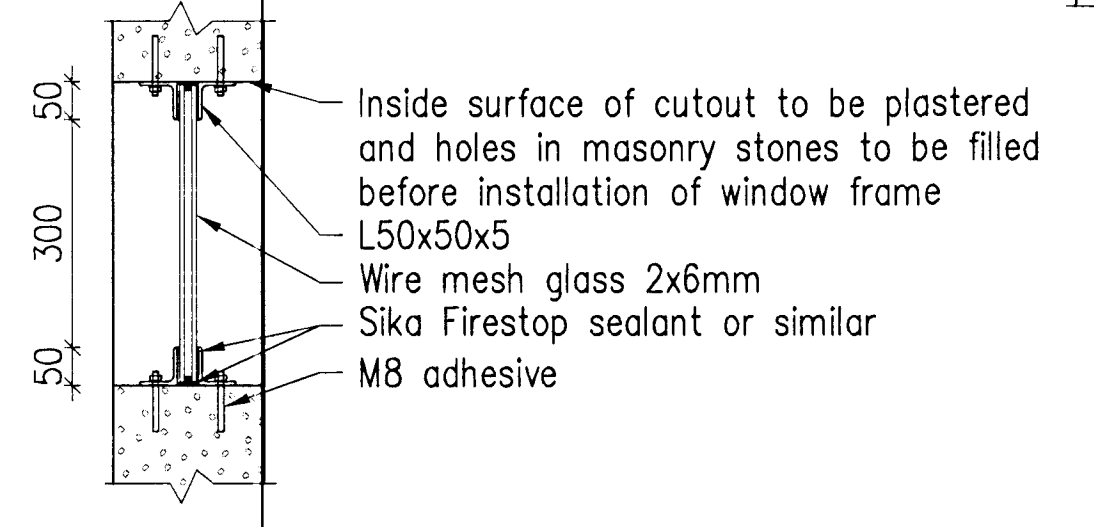 50
300
50
Inside surface of cutout to be plastered
and holes in masonry stones to be filled
before installation of window frame
L50x50x5
Wire mesh glass 2x6mm
Sika Firestop sealant or similar
M8 adhesive